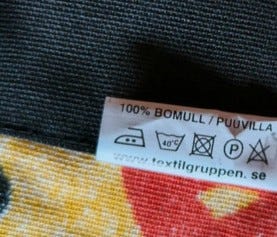 100% BOMULL / PUUVILLA
40°C P
www.textilgruppen.se